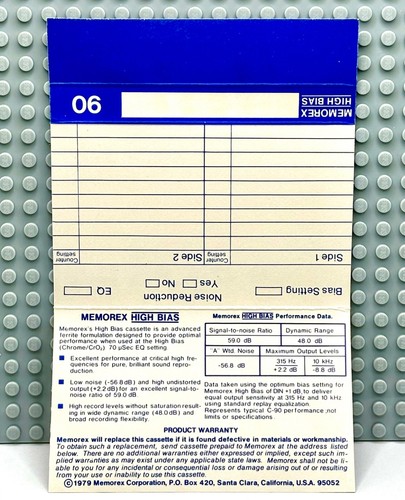 90
MEMOREX
HIGH BIAS
Counter setting
Side 2
Counter setting
Side 1
EQ
Noise Reduction
Yes No
Bias Setting
MEMOREX HIGH BIAS
Memorex's High Bias cassette is an advanced
ferrite formulation designed to provide optimal
performance when used at the High Bias
(Chrome/CrO2) 70 µSec EQ setting
Excellent performance at critical high fre-
quencies for pure, brilliant sound repro-
duction.
Low noise (-56.8dB) and high undistorted
output (+2.2dB) for an excellent signal-to-
noise ratio of 59.0 dB
High record levels without saturation result-
ing in wide dynamic range (48.0dB) and
broad recording flexibility.
Memorex HIGH BIAS Performance Data.
Signal-to-noise Ratio Dynamic Range
59.0 dB 48.0 dB
"A" Wtd. Noise Maximum Output Levels
-56.8 dB 315 Hz 10 kHz
+2.2 dB -8.8 dB
Data taken using the optimum bias setting for
Memorex High Bias of DIN +1 dB, to deliver
equal output sensitivity at 315 Hz and 10 kHz
using standard replay equalization.
Represents typical C-90 performance, not
limits or specifications.
PRODUCT WARRANTY
Memorex will replace this cassette if it is found defective in materials or workmanship.
To obtain such a replacement, send cassette prepaid to Memorex at the address listed
below. There are no additional warranties either expressed or implied, except such im-
plied warranties as may exist under any applicable state laws. Memorex shall not be li-
able to you for any incidental or consequential loss or damage arising out of or resulting
from your use or inability to use this cassette.
©1979 Memorex Corporation, P.O. Box 420, Santa Clara, California, U.S.A. 95052